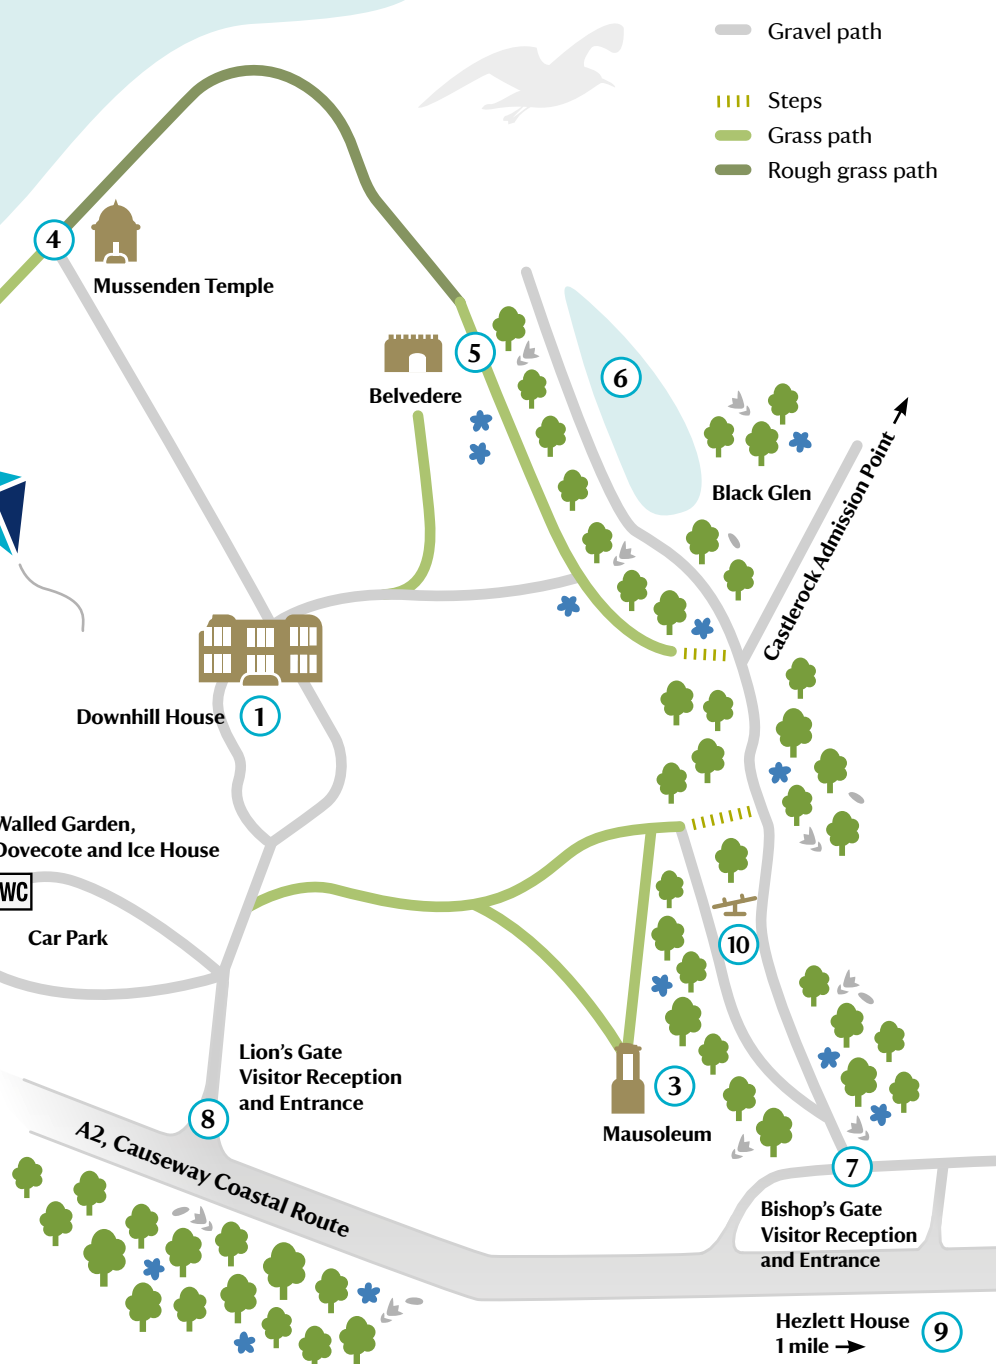 Gravel path
Steps
Grass path
Rough grass path
4
Mussenden Temple
5
Belvedere
6
Black Glen
Castlerock Admission Point
Downhill House
1
Walled Garden,
Dovecote and Ice House
WC
Car Park
10
Lion's Gate
Visitor Reception
and Entrance
8
3
Mausoleum
A2, Causeway Coastal Route
7
Bishop's Gate
Visitor Reception
and Entrance
Hezlett House
1 mile
9